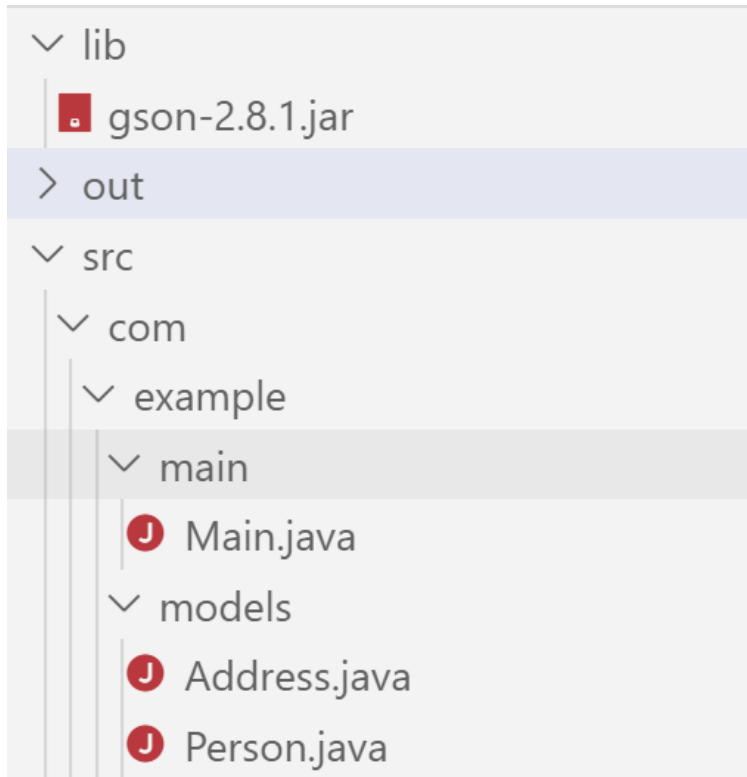 lib
gson-2.8.1.jar
out
src
com
example
main
J Main.java
models
J Address.java
J Person.java